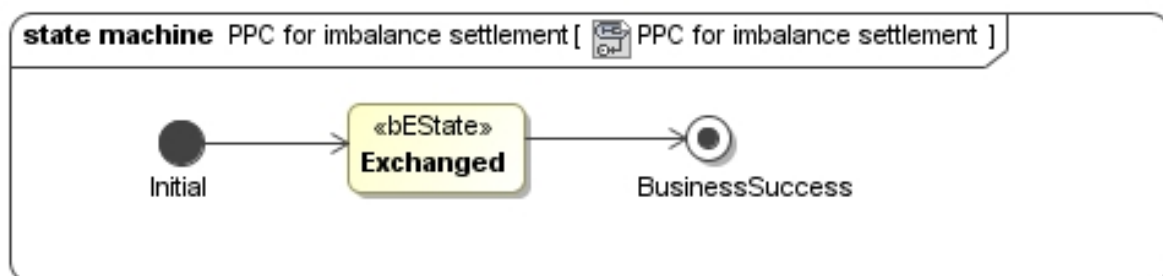 state machine PPC for imbalance settlement [ PPC for imbalance settlement ]
«bEState»
Exchanged
Initial
BusinessSuccess